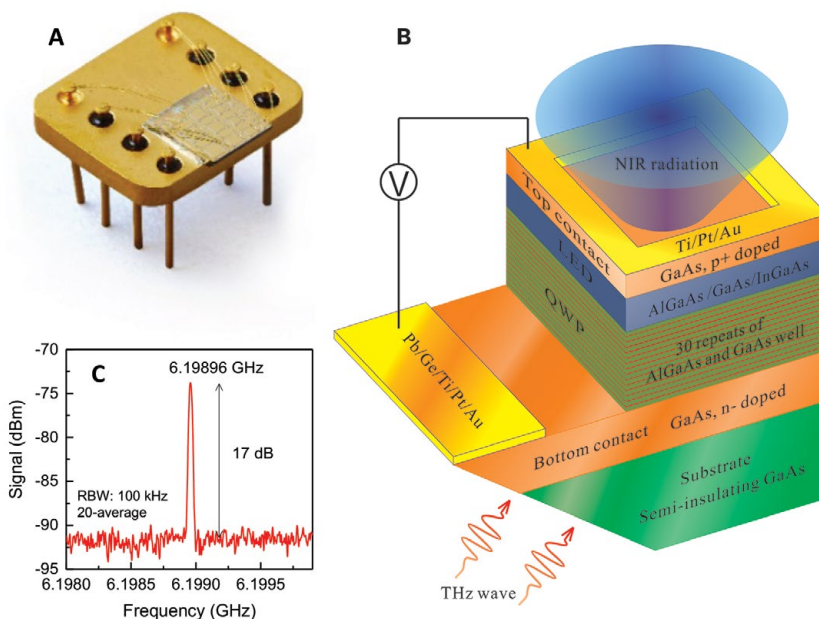 A
B
NIR radiation
V
Top contact
Ti/Pt/Au
GaAs, p+ doped
LED
AlGaAs/GaAs/InGaAs
QWP
30 repeats of
AlGaAs and GaAs well
Pb/Ge/Ti/Pt/Au
Bottom contact GaAs, n- doped
Substrate
Semi-insulating GaAs
THz wave
C
-70
-75
-80
-85
-90
-95
Signal (dBm)
6.19896 GHz
17 dB
RBW: 100 kHz
20-average
6.1980 6.1985 6.1990 6.1995
Frequency (GHz)